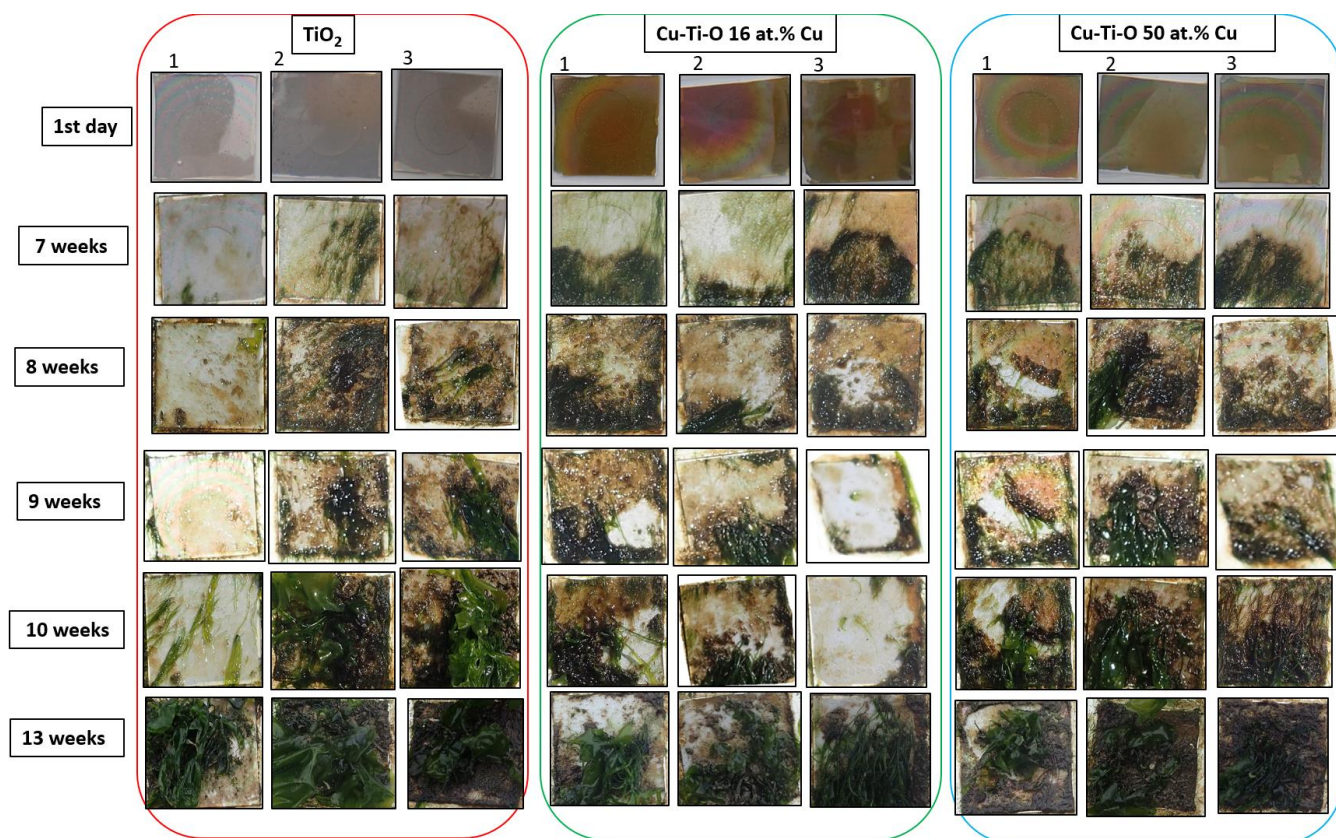 TiO₂
Cu-Ti-O 16 at.% Cu
Cu-Ti-O 50 at.% Cu
1 2 3
1 2 3
1 2 3
1st day
7 weeks
8 weeks
9 weeks
10 weeks
13 weeks